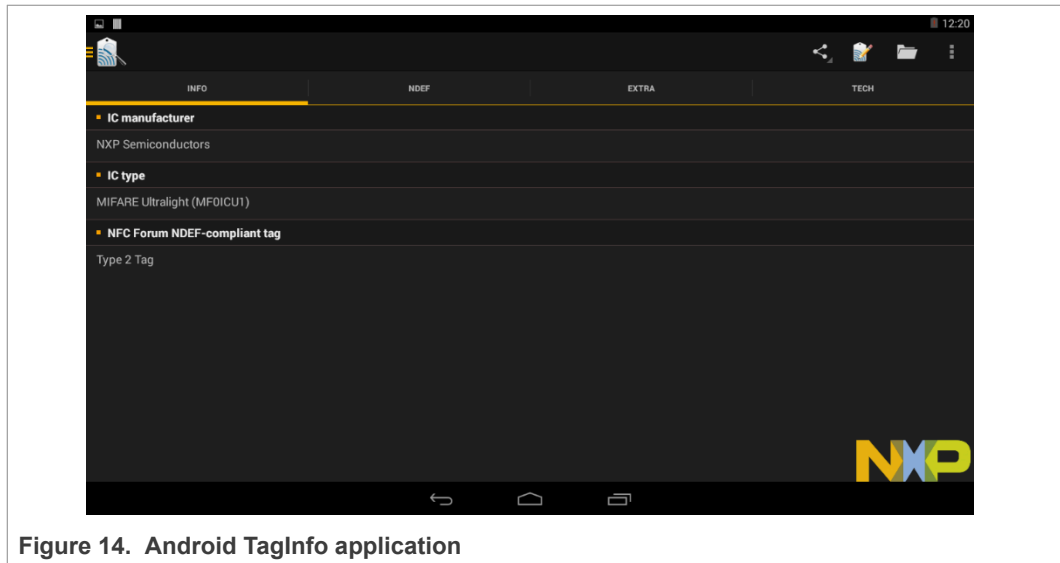 12:20
INFO NDEF EXTRA TECH
IC manufacturer
NXP Semiconductors
IC type
MIFARE Ultralight (MF0ICU1)
NFC Forum NDEF-compliant tag
Type 2 Tag
NXP
Figure 14. Android TagInfo application